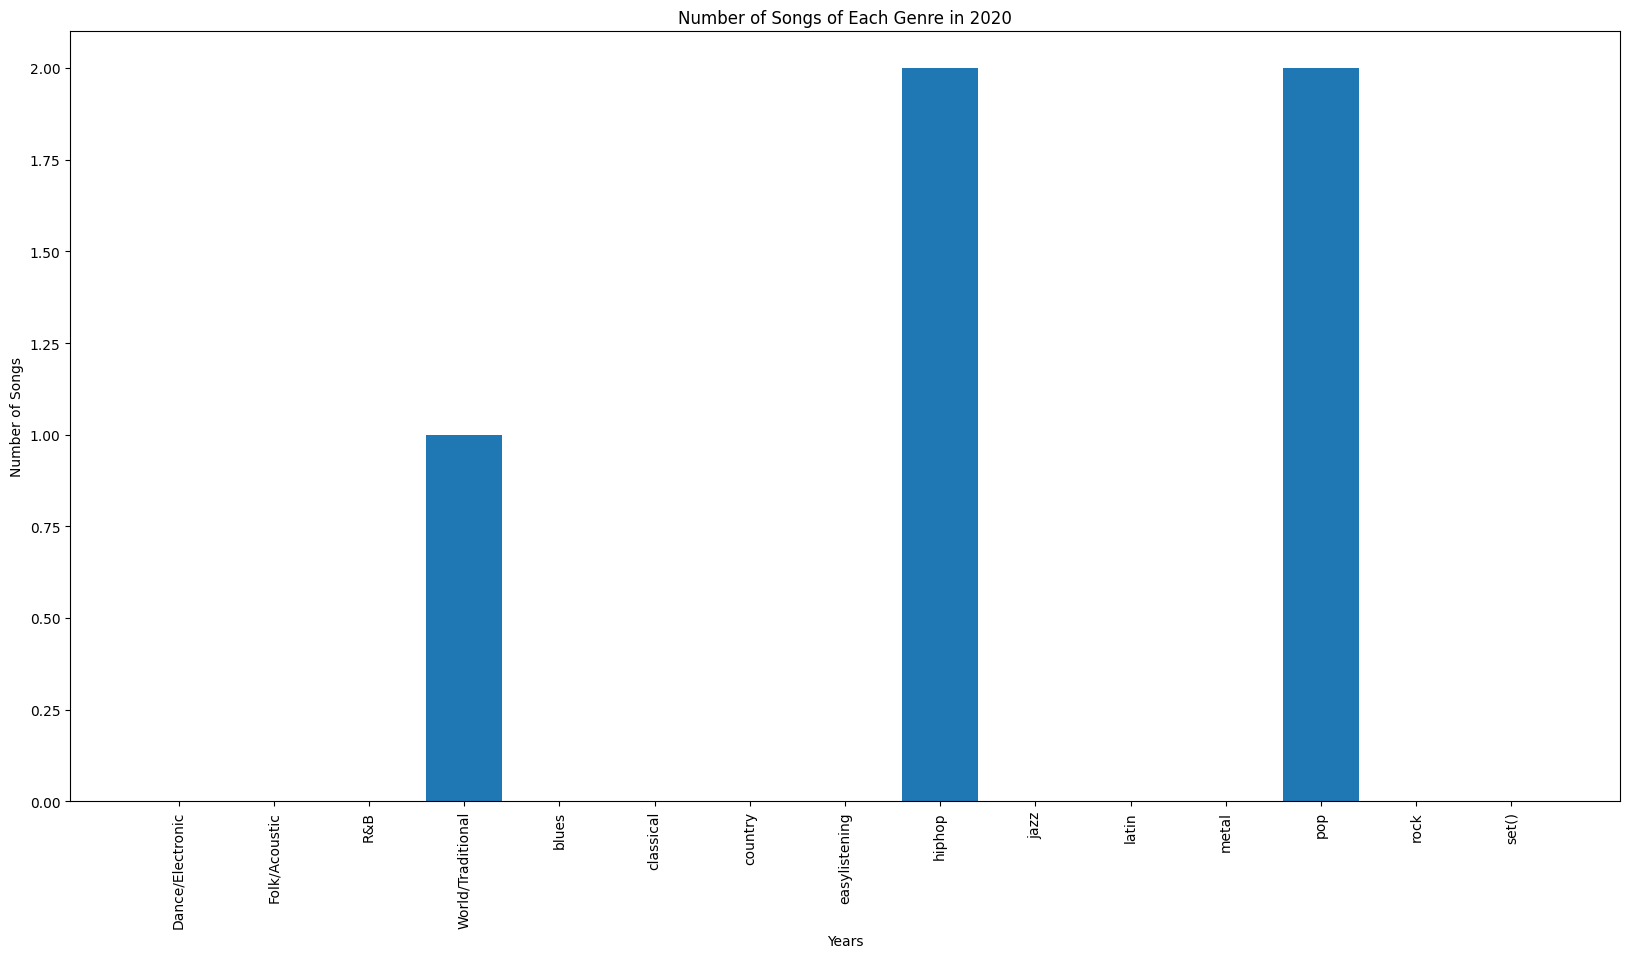 Number of Songs of Each Genre in 2020
Number of Songs
2.00
1.75
1.50
1.25
1.00
0.75
0.50
0.25
0.00
Dance/Electronic
Folk/Acoustic
R&B
World/Traditional
blues
classical
country
easylistening
hiphop
jazz
latin
metal
pop
rock
set()
Years